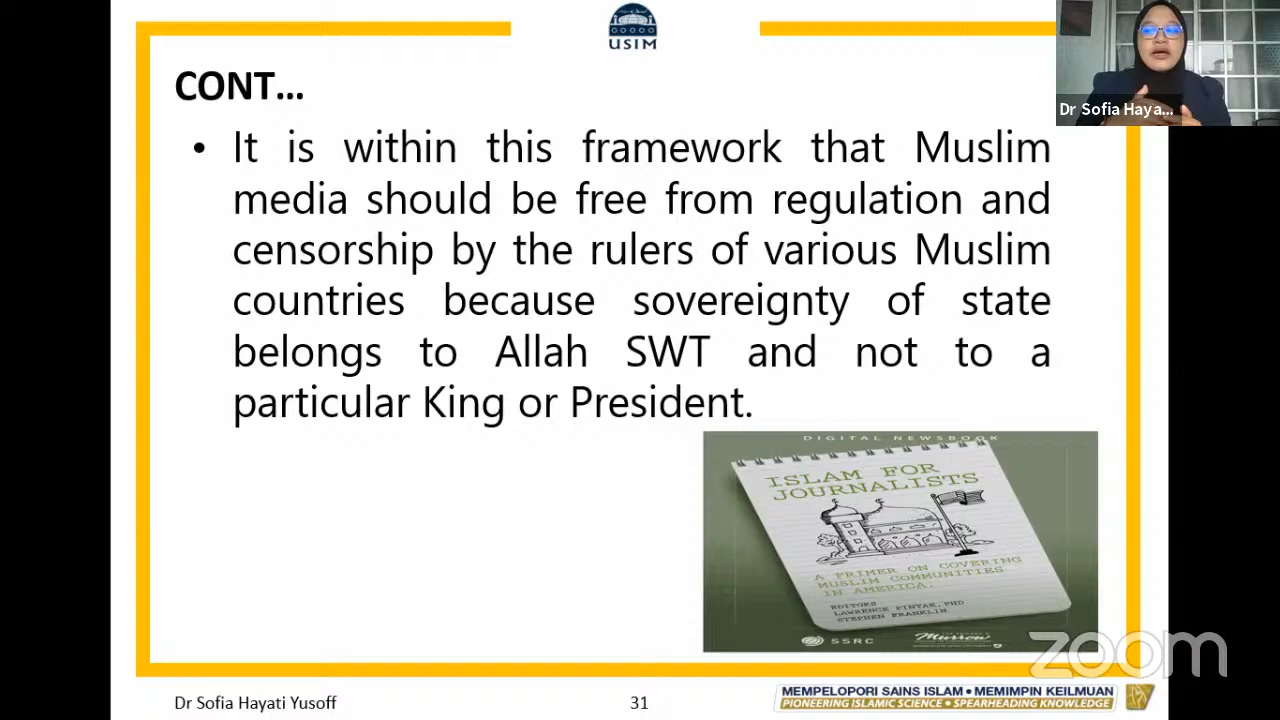 USIM
Dr Sofia Haya...
CONT...
• It is within this framework that Muslim
media should be free from regulation and
censorship by the rulers of various Muslim
countries because sovereignty of state
belongs to Allah SWT and not to a
particular King or President.
DIGITAL NEWSBOOK
ISLAM FOR
JOURNALISTS
A PRIMER ON COVERING
MUSLIM COMMUNITIES
IN AMERICA
EDITORS
LAWRENCE PINTAK, PHD
STEPHEN FRANKLIN
SSRC
Murrow
zoom
Dr Sofia Hayati Yusoff
31
MEMPELOPORI SAINS ISLAM • MEMIMPIN KEILMUAN
PIONEERING ISLAMIC SCIENCE • SPEARHEADING KNOWLEDGE